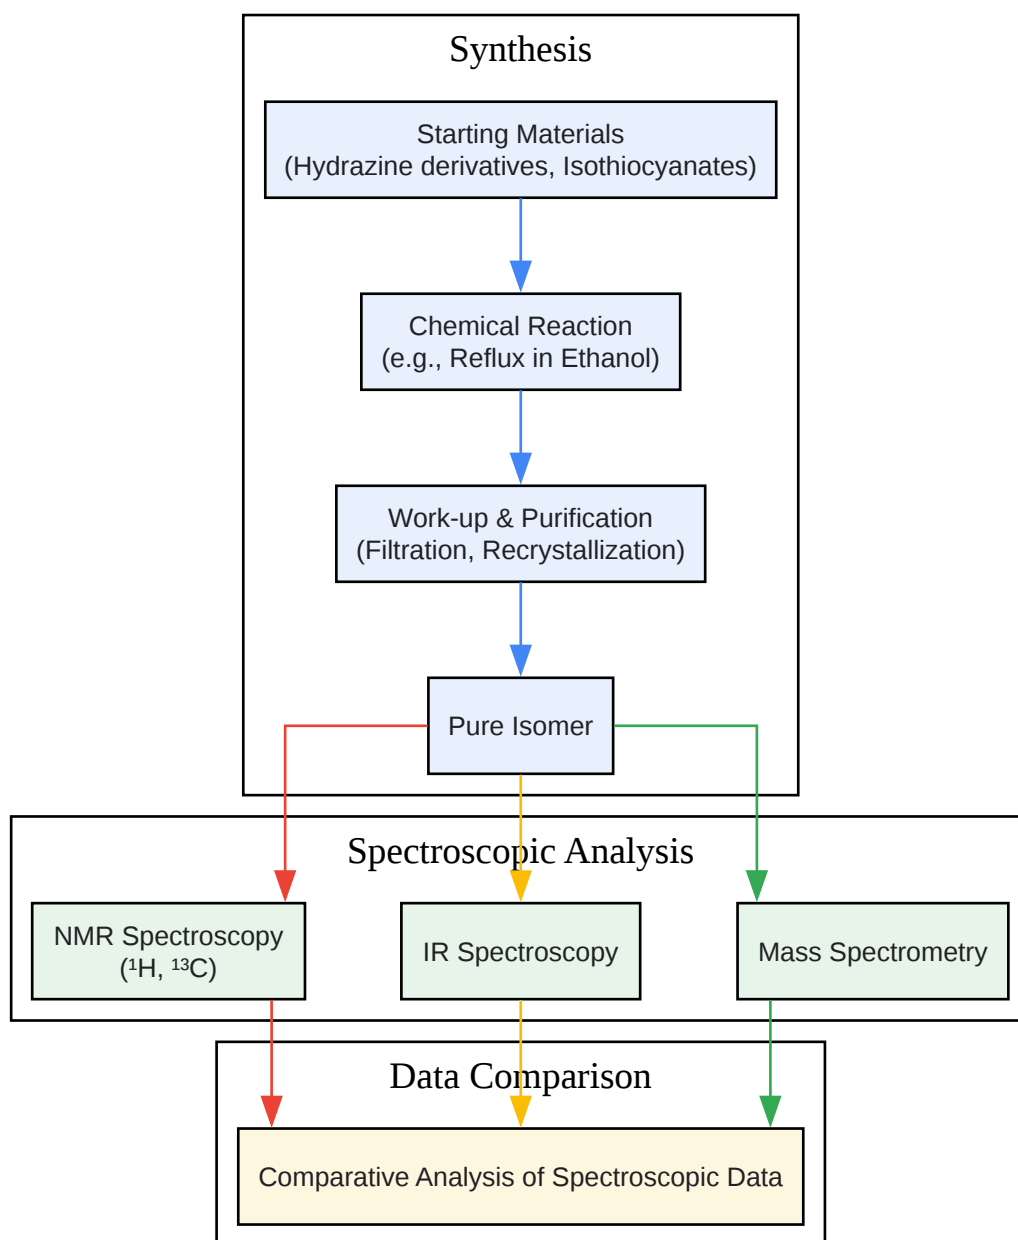 Synthesis
Starting Materials
(Hydrazine derivatives, Isothiocyanates)
Chemical Reaction
(e.g., Reflux in Ethanol)
Work-up & Purification
(Filtration, Recrystallization)
Pure Isomer
Spectroscopic Analysis
NMR Spectroscopy
(¹H, ¹³C)
IR Spectroscopy
Mass Spectrometry
Data Comparison
Comparative Analysis of Spectroscopic Data